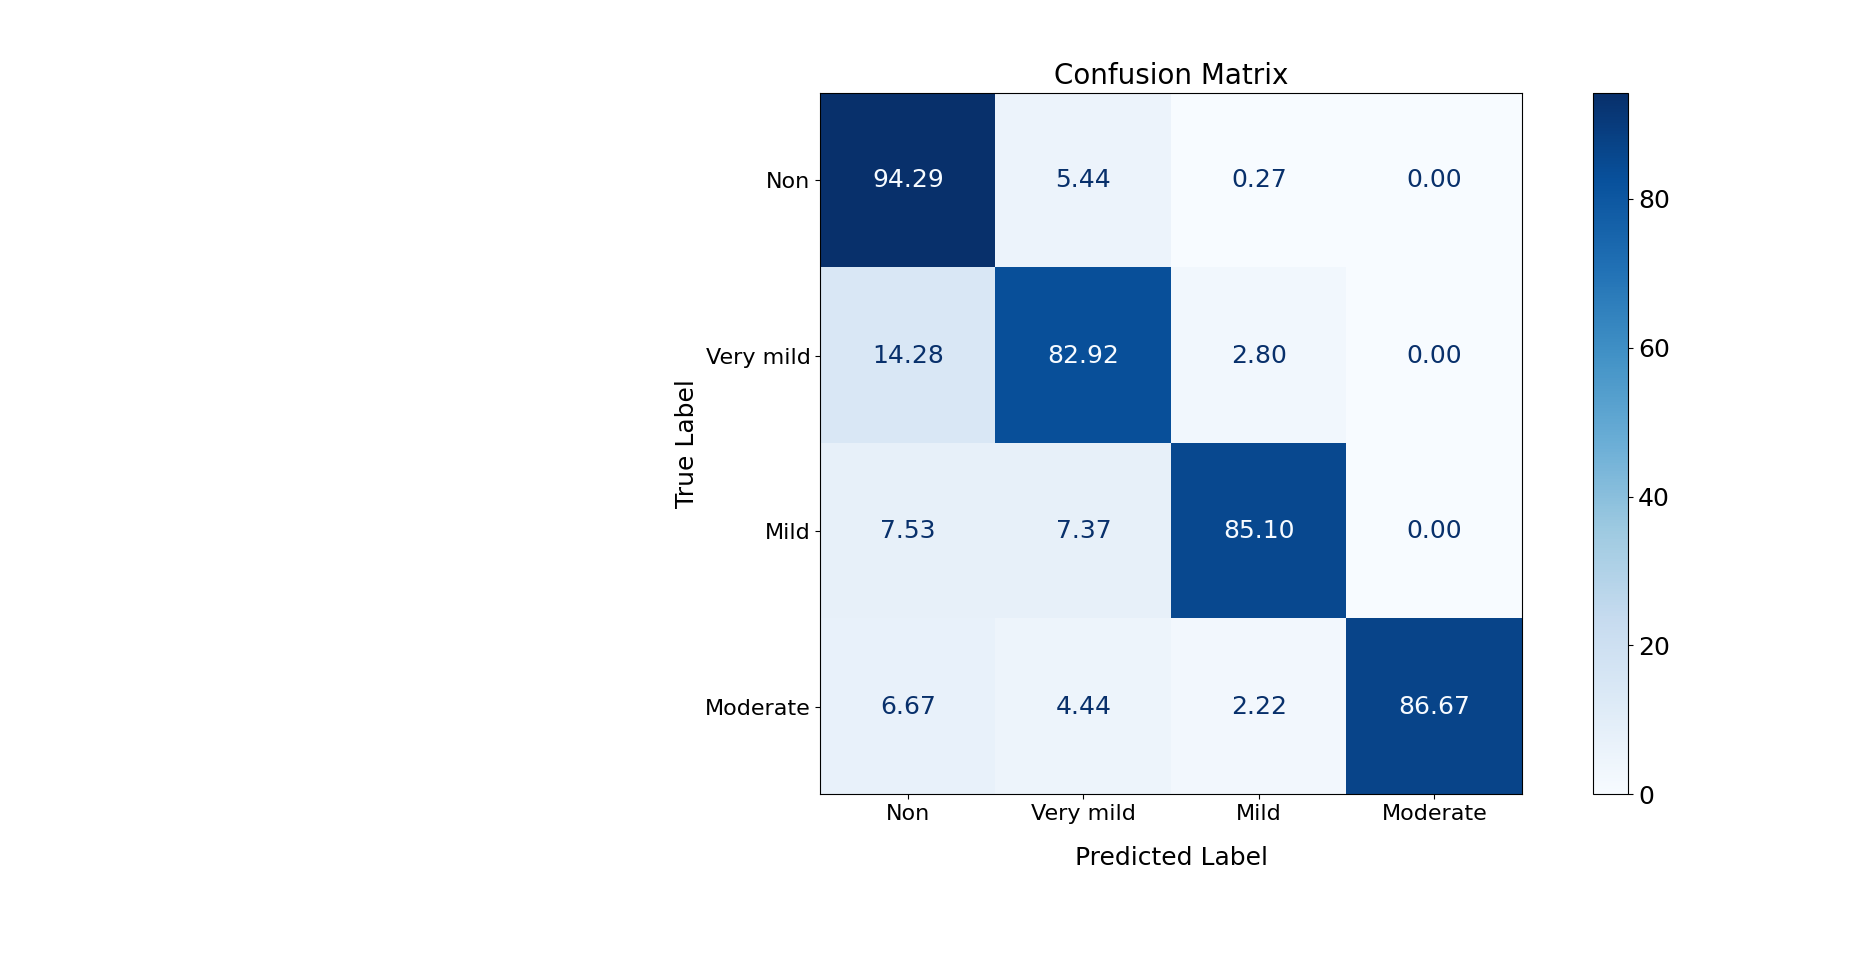 Confusion Matrix
True Label
Non 94.29 5.44 0.27 0.00
Very mild 14.28 82.92 2.80 0.00
Mild 7.53 7.37 85.10 0.00
Moderate 6.67 4.44 2.22 86.67
Non Very mild Mild Moderate
Predicted Label
80
60
40
20
0